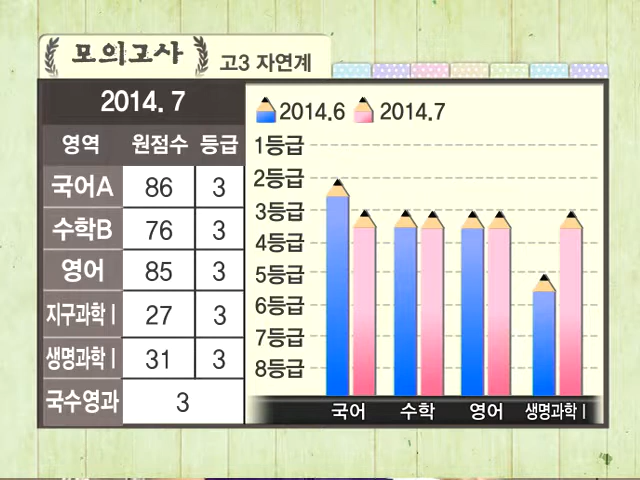 모의고사 고3 자연계
2014. 7
영역 원점수 등급
국어A 86 3
수학B 76 3
영어 85 3
지구과학Ⅰ 27 3
생명과학Ⅰ 31 3
국수영과 3
2014.6 2014.7
1등급
2등급
3등급
4등급
5등급
6등급
7등급
8등급
국어 수학 영어 생명과학Ⅰ